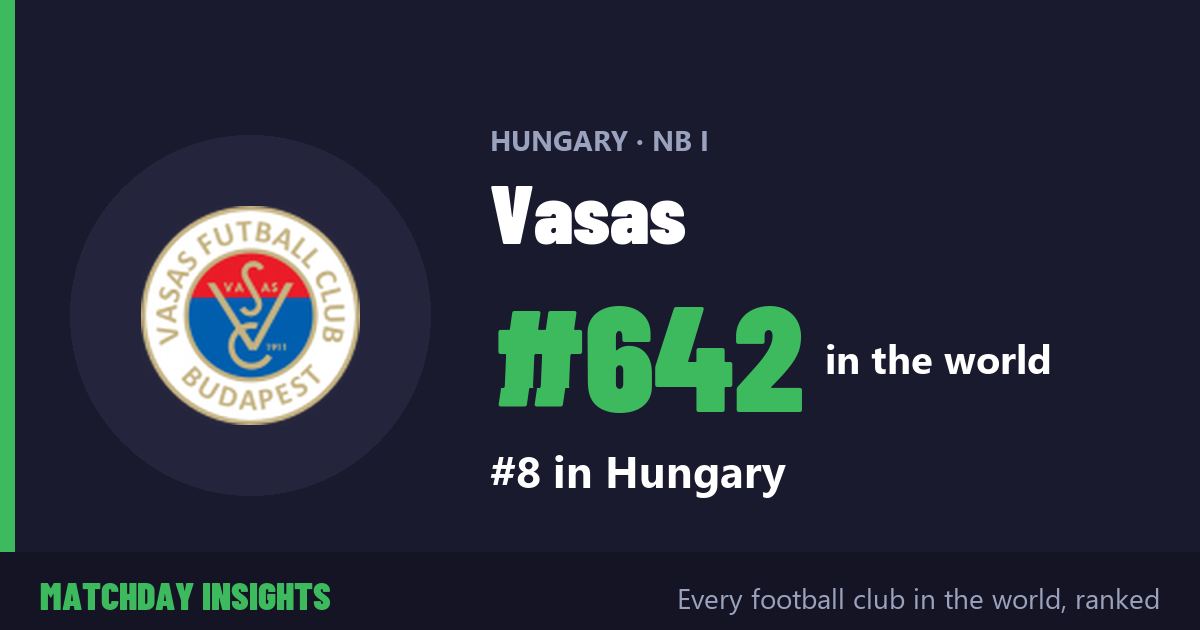 HUNGARY · NB I
Vasas
#642 in the world
#8 in Hungary
VASAS FUTBALL CLUB
BUDAPEST
VASAS
SC
1911
MATCHDAY INSIGHTS
Every football club in the world, ranked